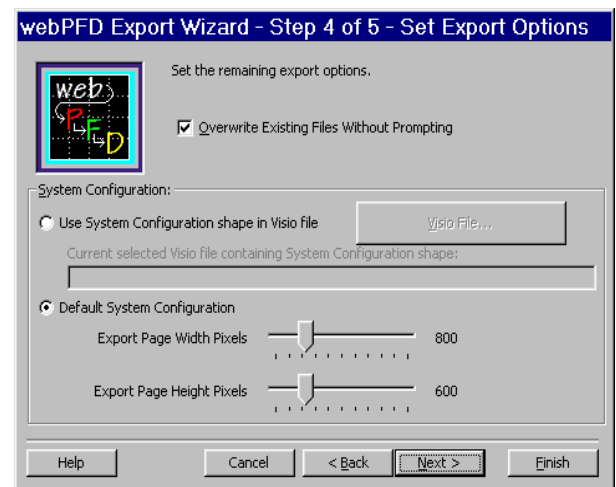 webPFD Export Wizard - Step 4 of 5 - Set Export Options
Set the remaining export options.
web
P
F
D
Overwrite Existing Files Without Prompting
System Configuration:
Use System Configuration shape in Visio file
Visio File...
Current selected Visio file containing System Configuration shape:
Default System Configuration
Export Page Width Pixels 800
Export Page Height Pixels 600
Help Cancel < Back Next > Finish